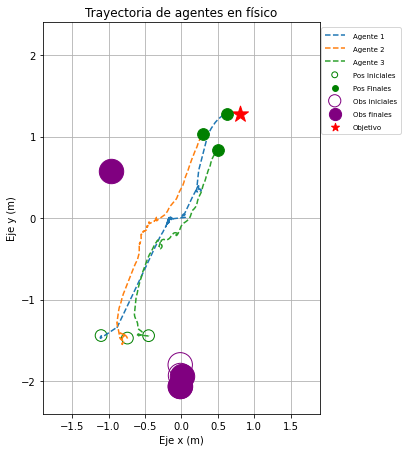 Trayectoria de agentes en físico
Agente 1
Agente 2
Agente 3
Pos Iniciales
Pos Finales
Obs iniciales
Obs finales
Objetivo
Eje y (m)
2
1
0
−1
−2
−1.5
−1.0
−0.5
0.0
0.5
1.0
1.5
Eje x (m)